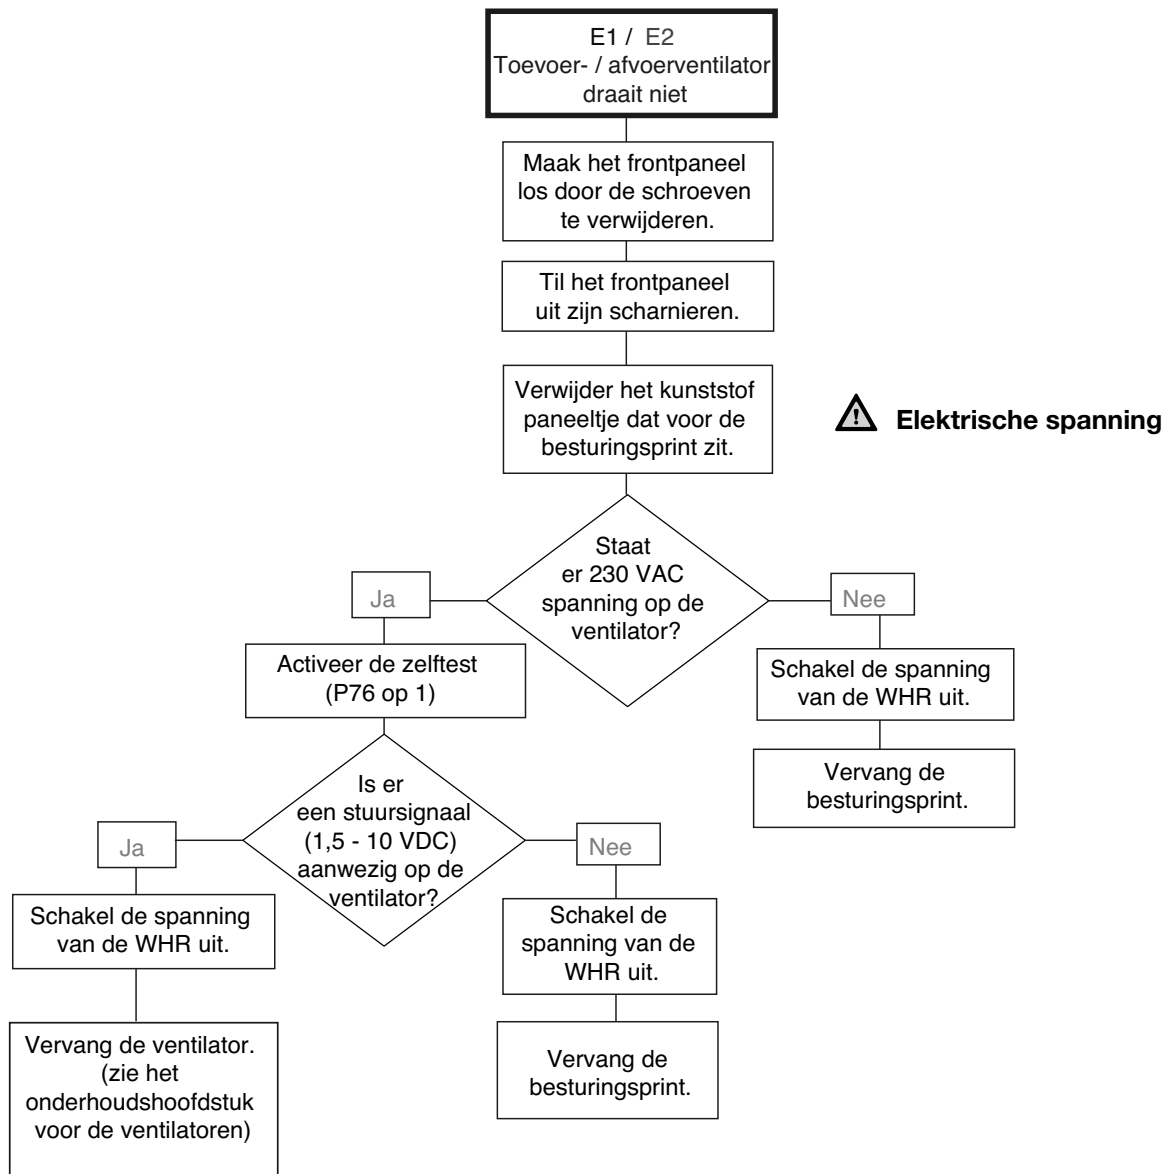 E1 / E2
Toevoer- / afvoerventilator
draait niet
Maak het frontpaneel
los door de schroeven
te verwijderen.
Til het frontpaneel
uit zijn scharnieren.
Verwijder het kunststof
paneeltje dat voor de
besturingsprint zit.
Elektrische spanning
Staat
er 230 VAC
spanning op de
ventilator?
Ja
Nee
Activeer de zelftest
(P76 op 1)
Schakel de spanning
van de WHR uit.
Vervang de
besturingsprint.
Is er
een stuursignaal
(1,5 - 10 VDC)
aanwezig op de
ventilator?
Ja
Nee
Schakel de spanning
van de WHR uit.
Schakel de
spanning van de
WHR uit.
Vervang de ventilator.
(zie het
onderhoudshoofdstuk
voor de ventilatoren)
Vervang de
besturingsprint.